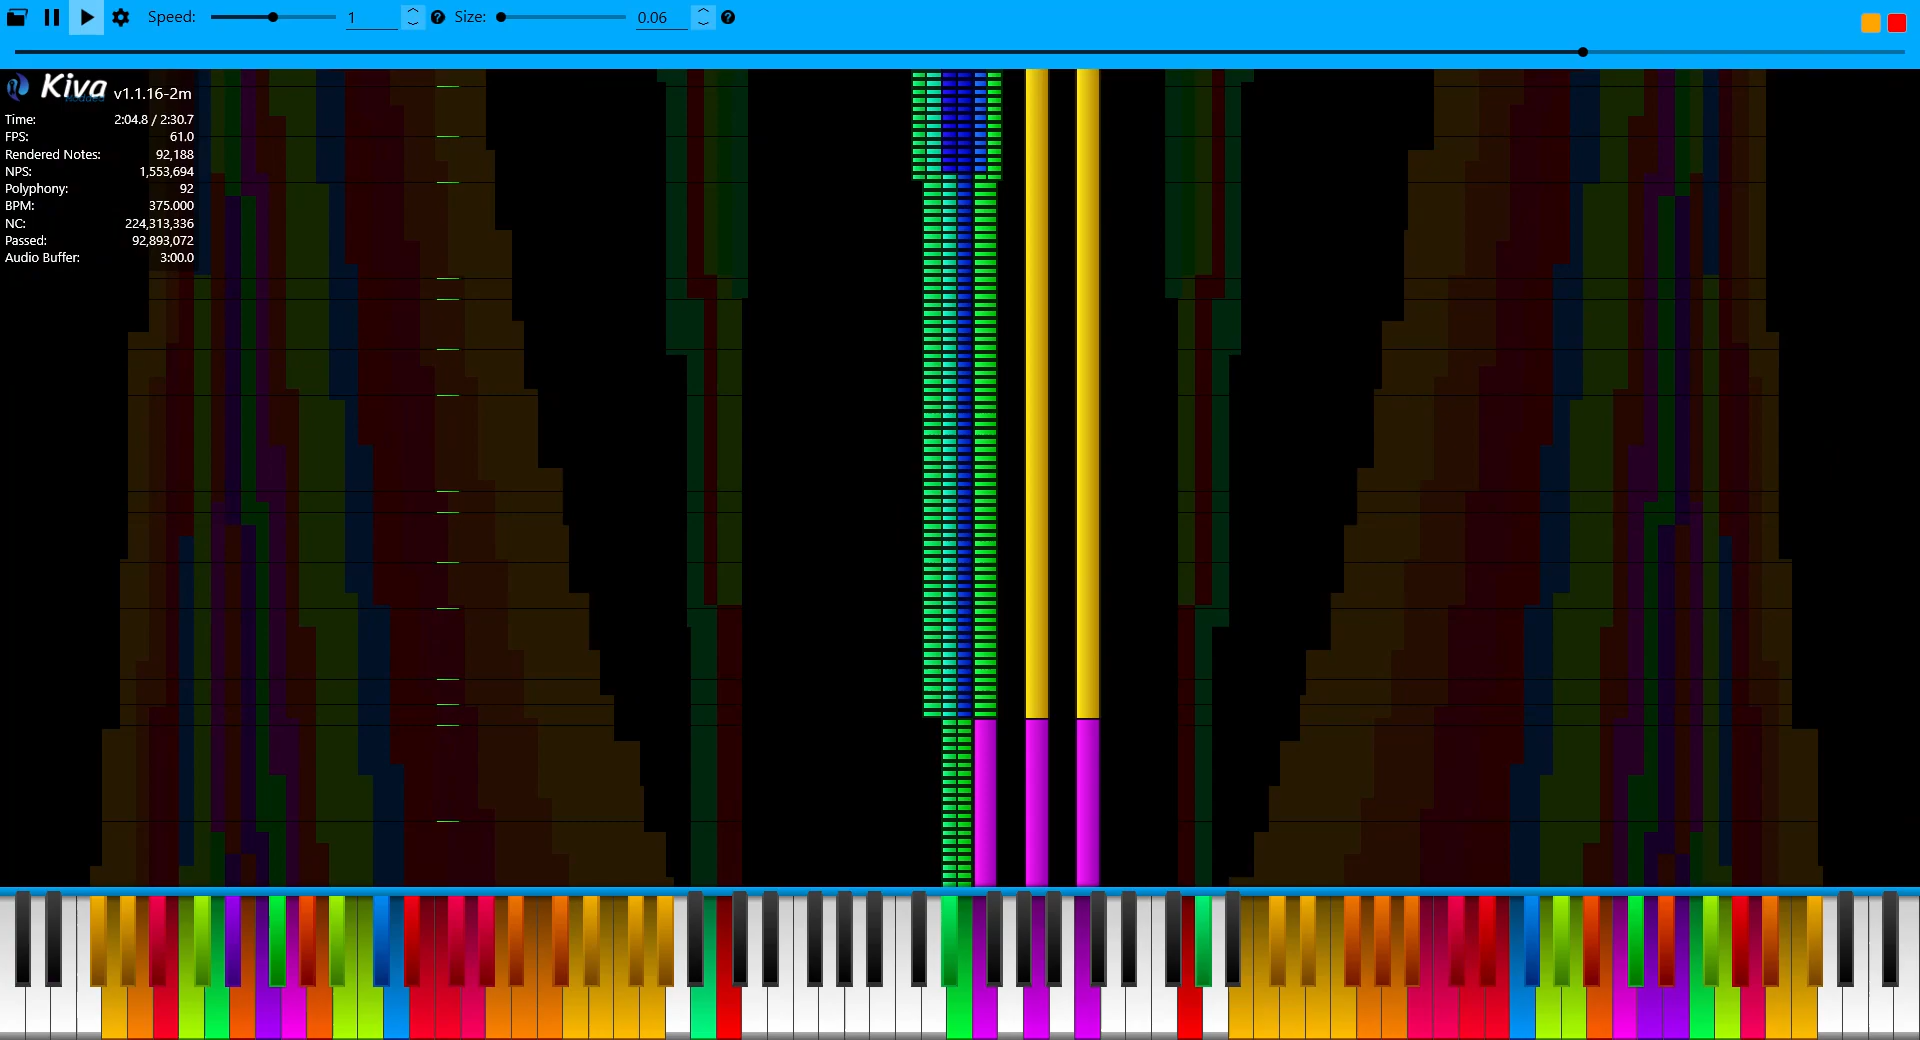 Speed: 1 Size: 0.06
Kiva v1.1.16-2m
Time: 2:04.8 / 2:30.7
FPS: 61.0
Rendered Notes: 92,188
NPS: 1,553,694
Polyphony: 92
BPM: 375.000
NC: 224,313,336
Passed: 92,893,072
Audio Buffer: 3:00.0